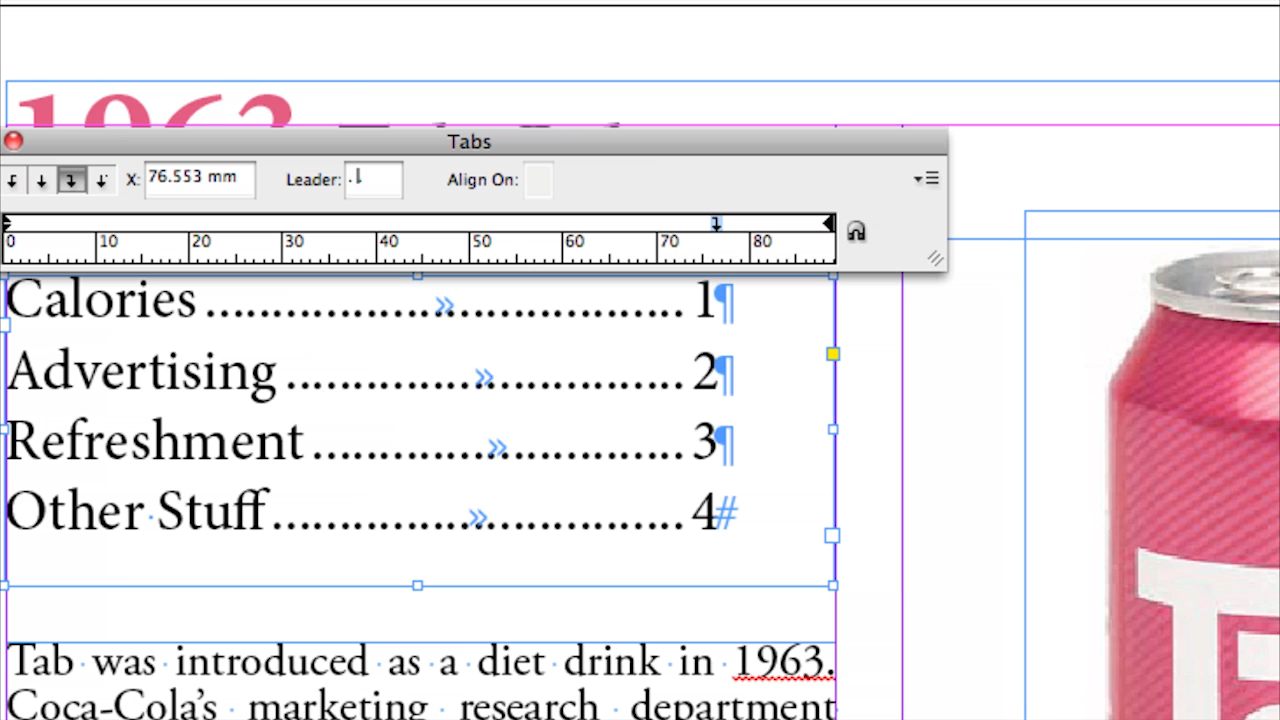 1963
Tabs
X: 76.553 mm Leader: . Align On:
0 10 20 30 40 50 60 70 80
Calories .......................................... 1¶
Advertising ................................... 2¶
Refreshment ................................. 3¶
Other Stuff .................................... 4#
Tab was introduced as a diet drink in 1963.
Coca-Cola’s marketing research department